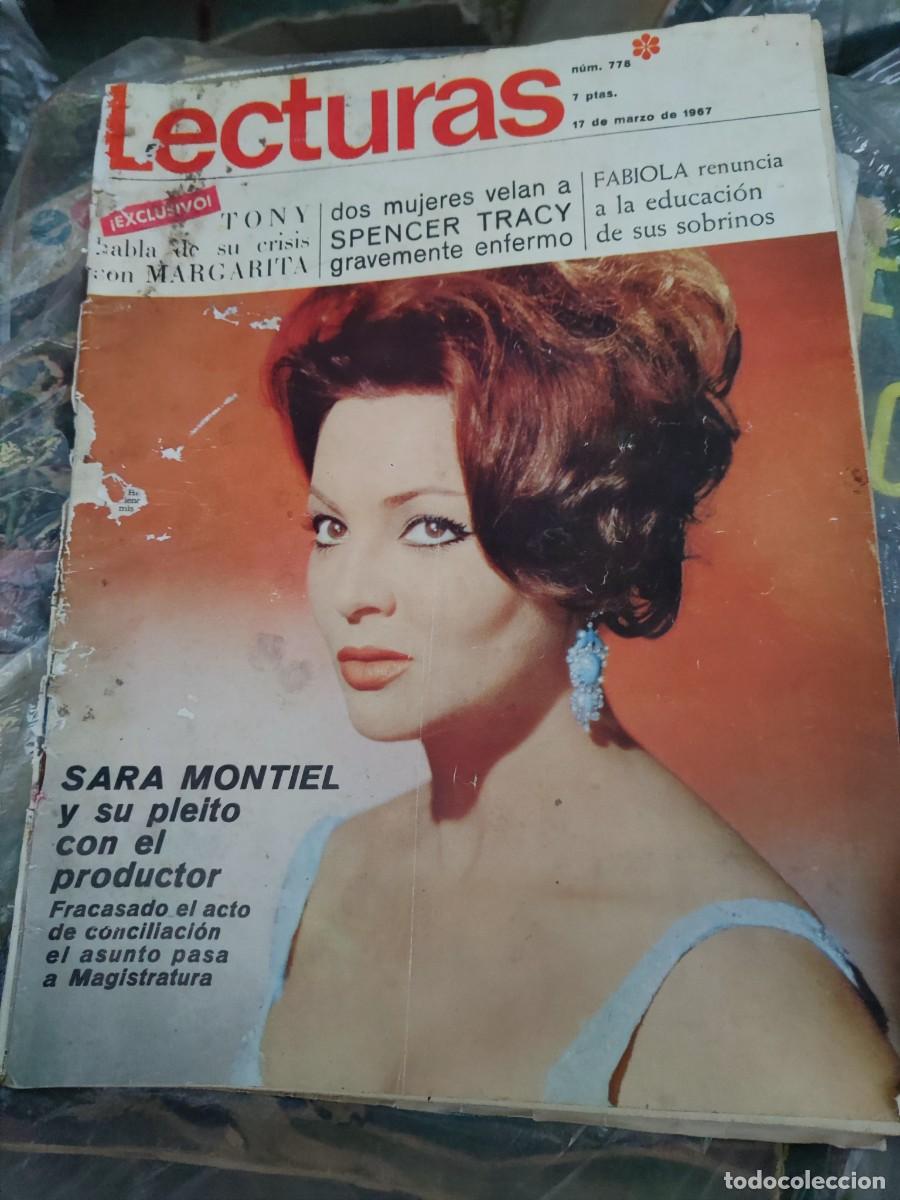 Lecturas
núm. 778
7 ptas.
17 de marzo de 1967
¡EXCLUSIVO!
TONY
habla de su crisis
con MARGARITA
dos mujeres velan a
SPENCER TRACY
gravemente enfermo
FABIOLA renuncia
a la educación
de sus sobrinos
SARA MONTIEL
y su pleito
con el
productor
Fracasado el acto
de conciliación
el asunto pasa
a Magistratura
todocoleccion